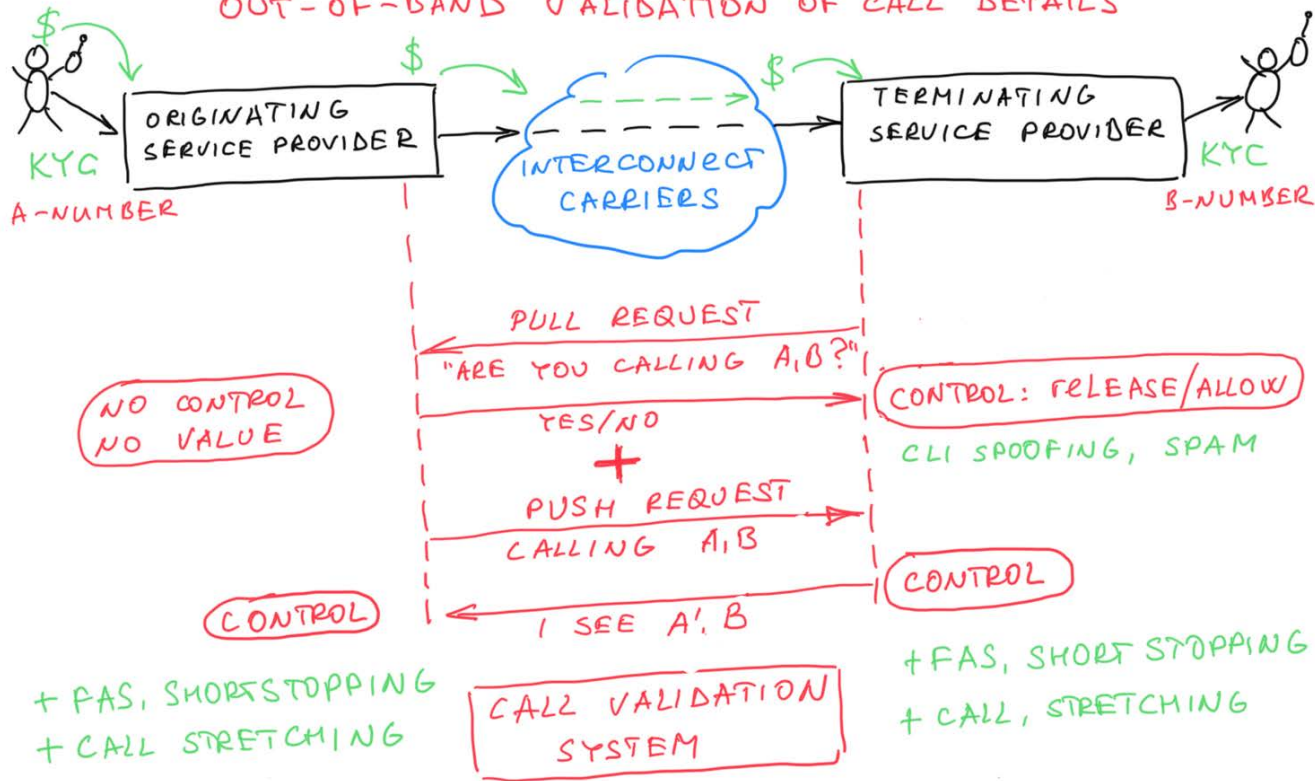 OUT-OF-BAND VALIDATION OF CALL DETAILS
$
$
$
ORIGINATING
SERVICE PROVIDER
TERMINATING
SERVICE PROVIDER
INTERCONNECT
CARRIERS
KYC
KYC
A-NUMBER
B-NUMBER
PULL REQUEST
"ARE YOU CALLING A,B?"
NO CONTROL
NO VALUE
CONTROL: RELEASE/ALLOW
YES/NO
CLI SPOOFING, SPAM
+
PUSH REQUEST
CALLING A,B
CONTROL
CONTROL
I SEE A', B
+ FAS, SHORTSTOPPING
+ CALL STRETCHING
CALL VALIDATION
SYSTEM
+ FAS, SHORT STOPPING
+ CALL, STRETCHING